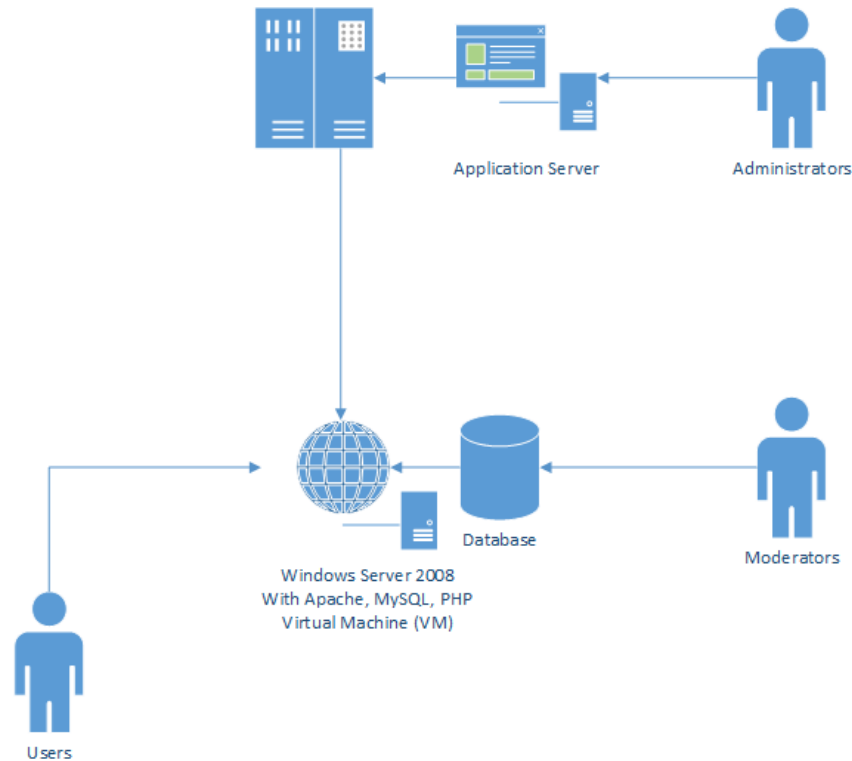 Application Server
Administrators
Database
Moderators
Windows Server 2008
With Apache, MySQL, PHP
Virtual Machine (VM)
Users